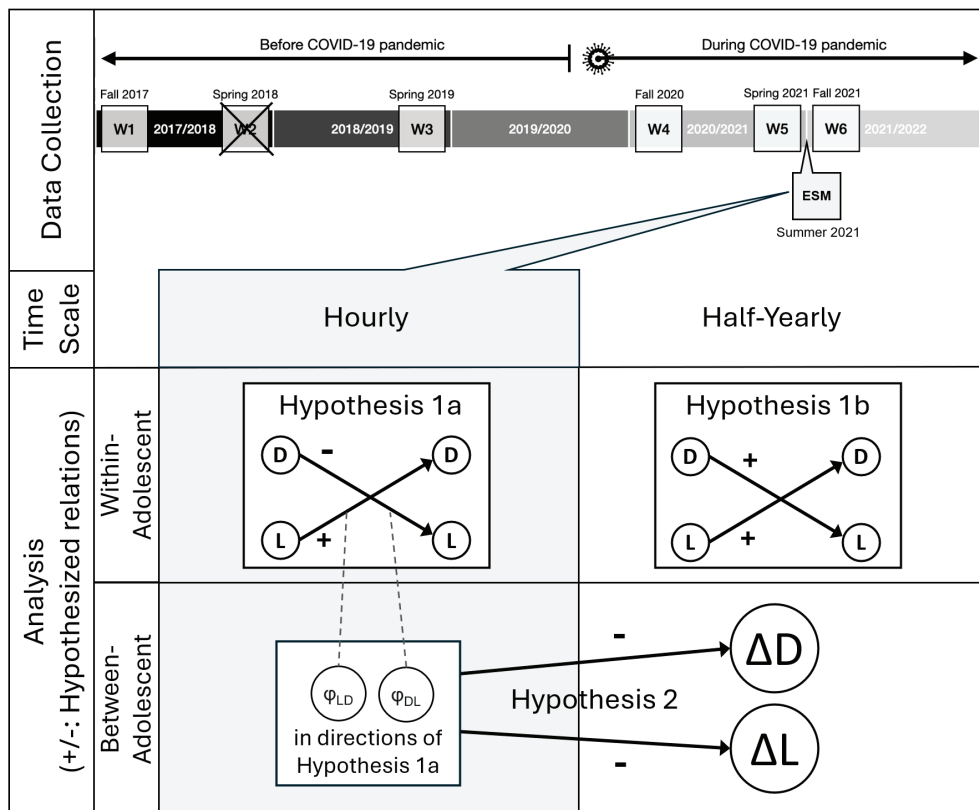 Data Collection
Before COVID-19 pandemic
During COVID-19 pandemic
Fall 2017
Spring 2018
Spring 2019
Fall 2020
Spring 2021
Fall 2021
W1
2017/2018
W2
2018/2019
W3
2019/2020
W4
2020/2021
W5
W6
2021/2022
ESM
Summer 2021
Time
Scale
Hourly
Half-Yearly
Analysis
(+/-: Hypothesized relations)
Within-
Adolescent
Hypothesis 1a
D
-
D
L
+
L
Hypothesis 1b
D
+
D
L
+
L
Between-
Adolescent
φLD
φDL
in directions of
Hypothesis 1a
-
Hypothesis 2
-
ΔD
ΔL